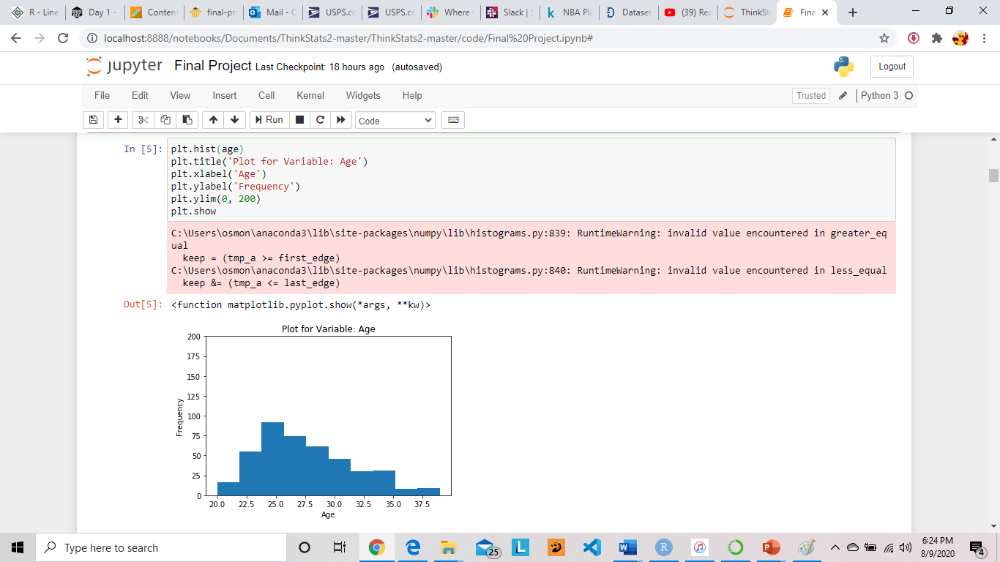 R - Line
Day 1 -
Content
final-pr
Mail - C
USPS.cc
USPS.cc
Where
Slack | S
NBA Pla
Dataset
(39) Rea
ThinkSt
Fina
localhost:8888/notebooks/Documents/ThinkStats2-master/ThinkStats2-master/code/Final%20Project.ipynb#
jupyter Final Project Last Checkpoint: 18 hours ago (autosaved)
Logout
File Edit View Insert Cell Kernel Widgets Help
Trusted Python 3
Run Code
In [5]: plt.hist(age)
plt.title('Plot for Variable: Age')
plt.xlabel('Age')
plt.ylabel('Frequency')
plt.ylim(0, 200)
plt.show
C:\Users\osmon\anaconda3\lib\site-packages\numpy\lib\histograms.py:839: RuntimeWarning: invalid value encountered in greater_eq
ual
keep = (tmp_a >= first_edge)
C:\Users\osmon\anaconda3\lib\site-packages\numpy\lib\histograms.py:840: RuntimeWarning: invalid value encountered in less_equal
keep &= (tmp_a <= last_edge)
Out[5]: <function matplotlib.pyplot.show(*args, **kw)>
Plot for Variable: Age
200
175
150
125
100
75
50
25
0
Frequency
20.0 22.5 25.0 27.5 30.0 32.5 35.0 37.5
Age
Type here to search
25
6:24 PM
8/9/2020
4